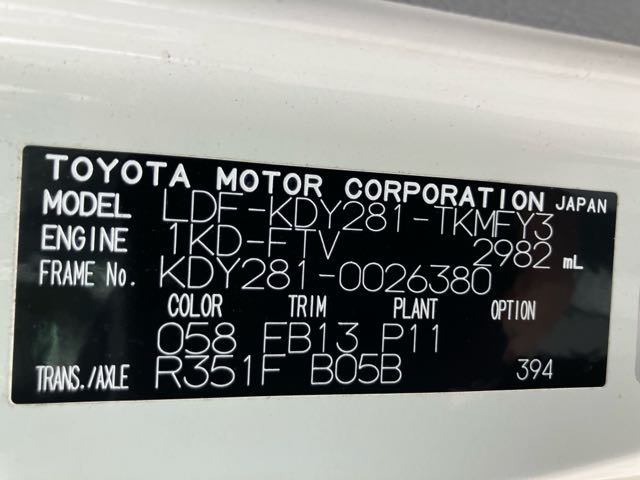 TOYOTA MOTOR CORPORATION JAPAN
MODEL LDF-KDY281-TKMFY3
ENGINE 1KD-FTV 2982 mL
FRAME No. KDY281-0026380
COLOR TRIM PLANT OPTION
058 FB13 P11
TRANS./AXLE R351F B05B 394